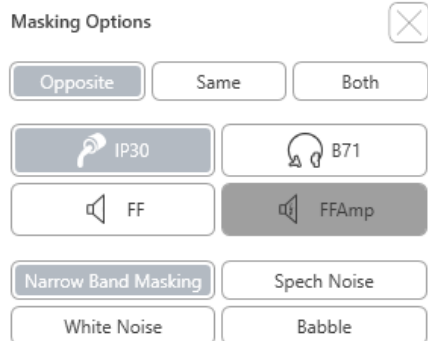 Masking Options
Opposite Same Both
IP30 B71
FF FFAmp
Narrow Band Masking Spech Noise
White Noise Babble